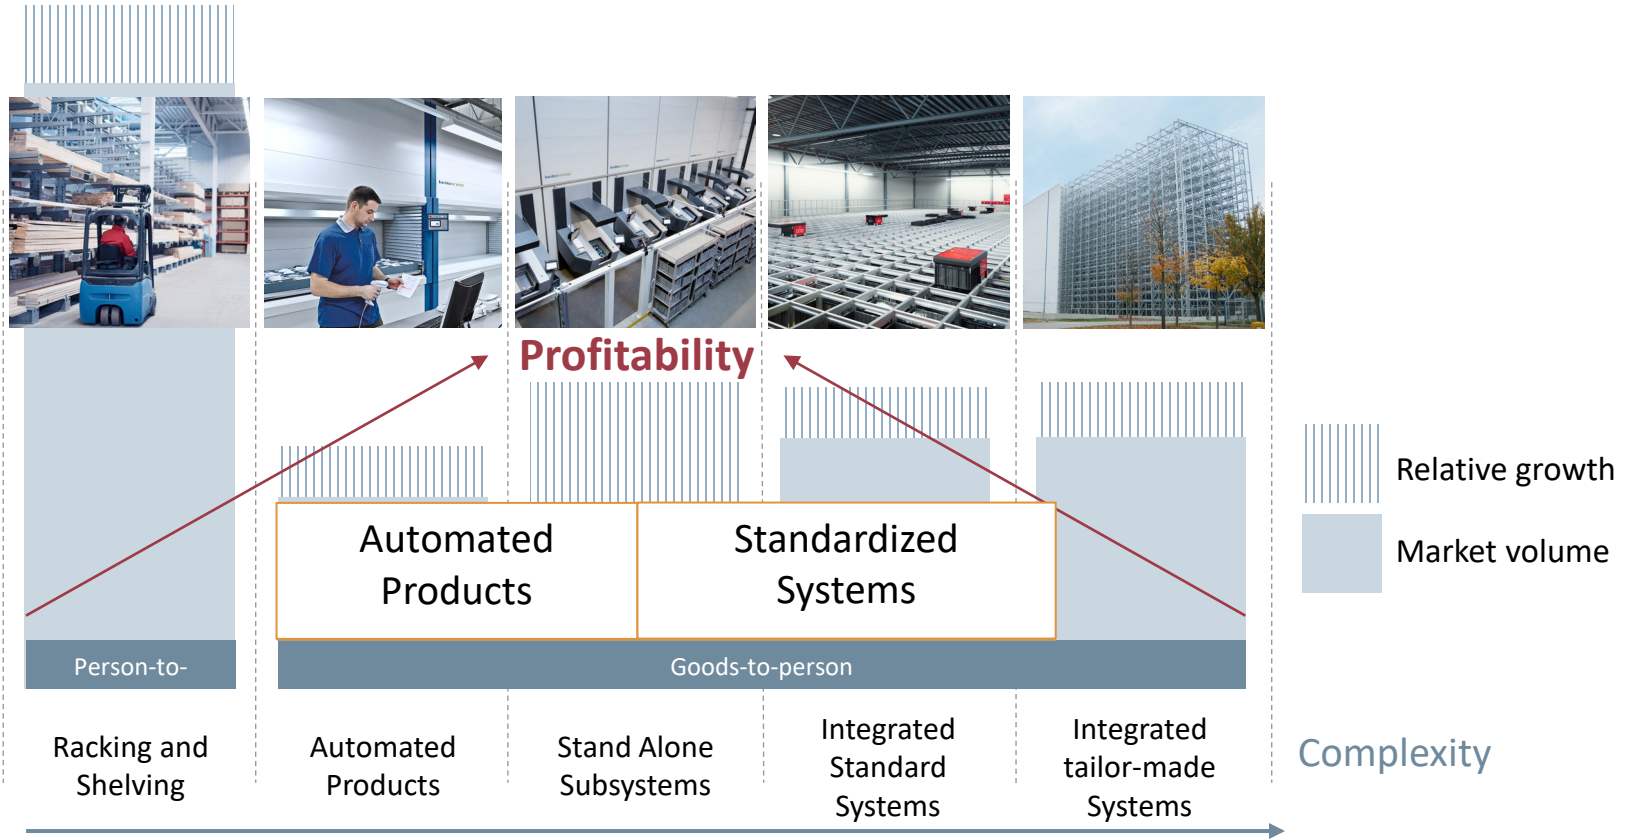 Profitability
Relative growth
Market volume
Automated
Products
Standardized
Systems
Person-to-
Goods-to-person
Racking and
Shelving
Automated
Products
Stand Alone
Subsystems
Integrated
Standard
Systems
Integrated
tailor-made
Systems
Complexity